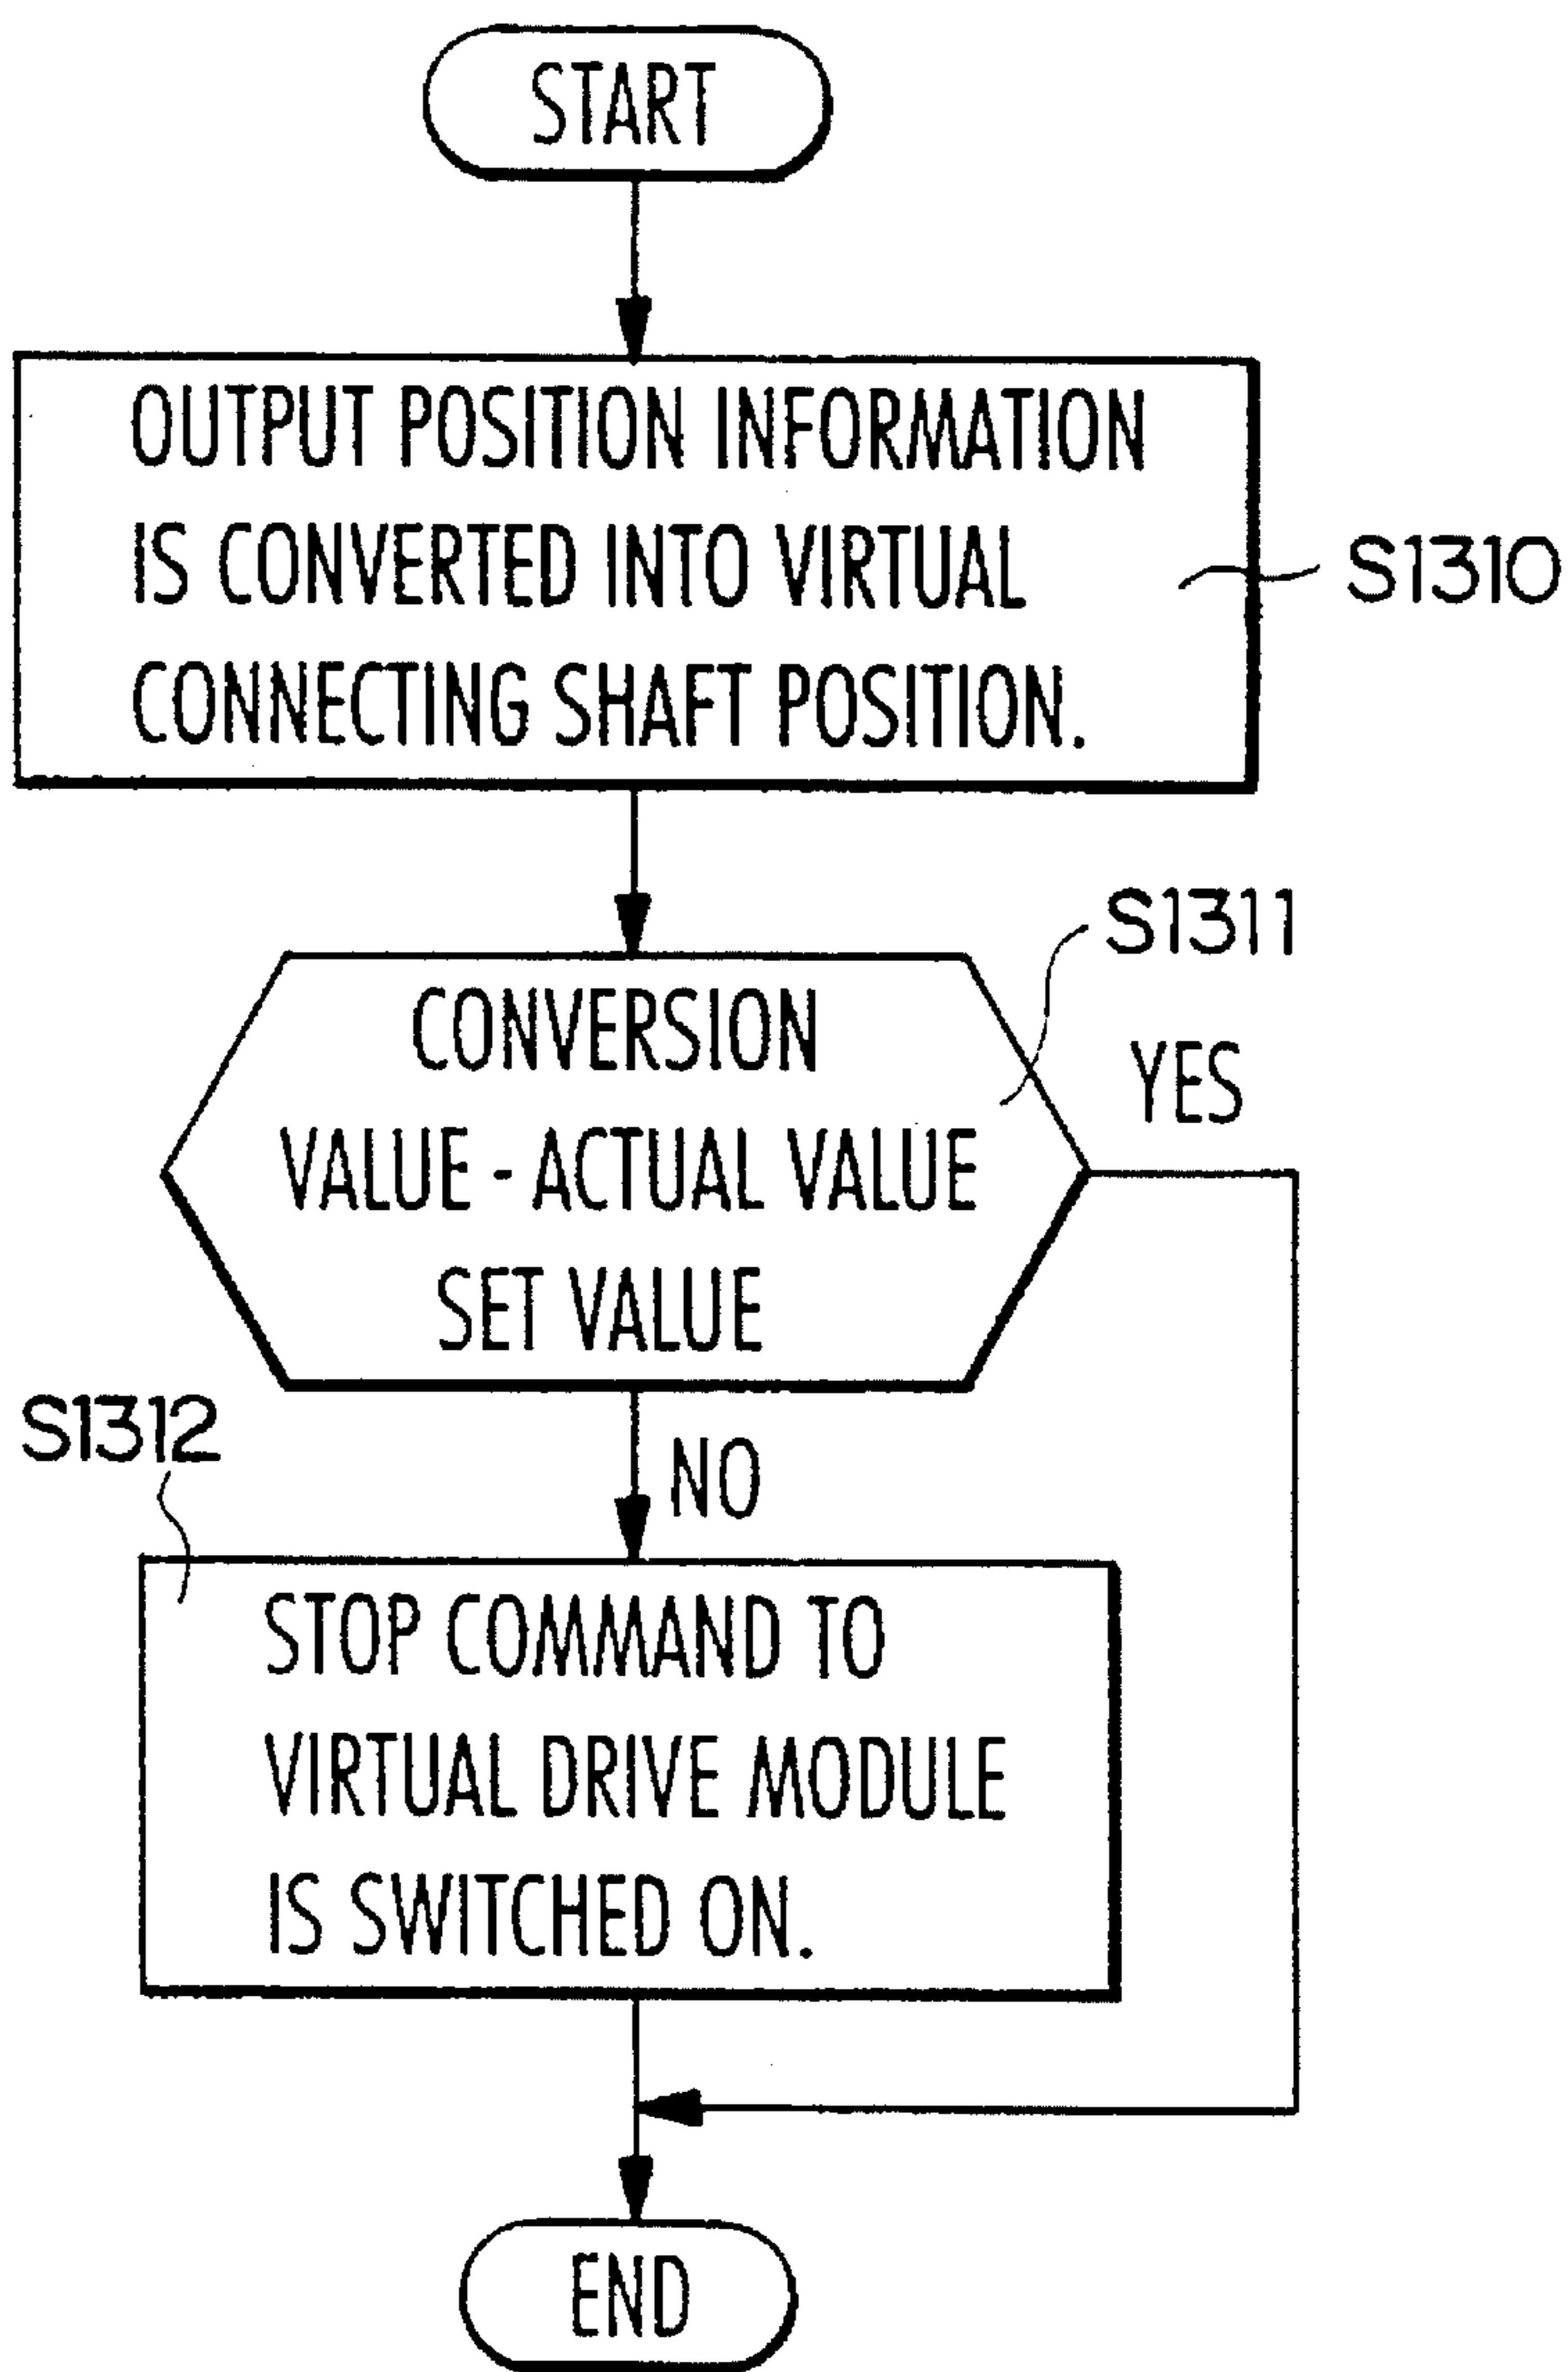 START
OUTPUT POSITION INFORMATION
IS CONVERTED INTO VIRTUAL
CONNECTING SHAFT POSITION.
S1310
S1311
CONVERSION
VALUE - ACTUAL VALUE
SET VALUE
YES
S1312
NO
STOP COMMAND TO
VIRTUAL DRIVE MODULE
IS SWITCHED ON.
END